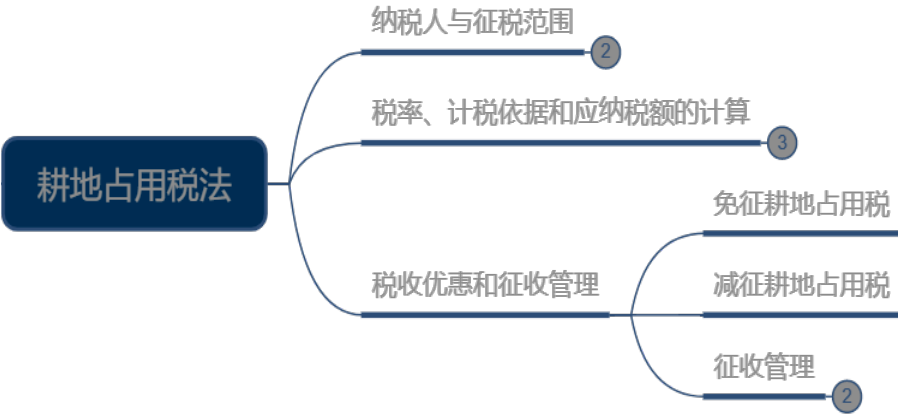 纳税人与征税范围
2
税率、计税依据和应纳税额的计算
3
耕地占用税法
免征耕地占用税
税收优惠和征收管理
减征耕地占用税
征收管理
2